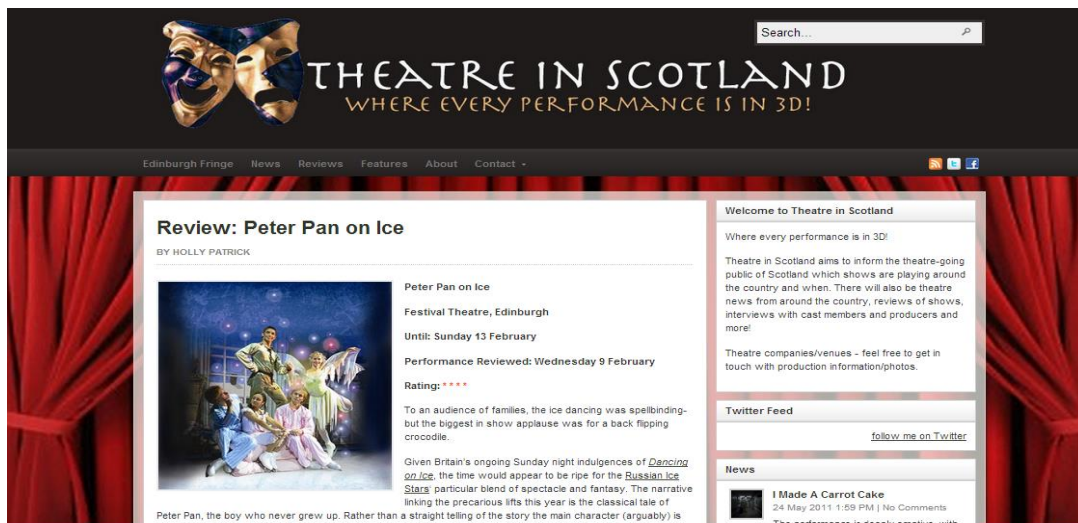 Search...
THEATRE IN SCOTLAND
WHERE EVERY PERFORMANCE IS IN 3D!
Edinburgh Fringe News Reviews Features About Contact
Review: Peter Pan on Ice
BY HOLLY PATRICK
Peter Pan on Ice
Festival Theatre, Edinburgh
Until: Sunday 13 February
Performance Reviewed: Wednesday 9 February
Rating: * * * *
To an audience of families, the ice dancing was spellbinding-
but the biggest in show applause was for a back flipping
crocodile.
Given Britain's ongoing Sunday night indulgences of Dancing
on Ice, the time would appear to be ripe for the Russian Ice
Stars' particular blend of spectacle and fantasy. The narrative
linking the precarious lifts this year is the classical tale of
Peter Pan, the boy who never grew up. Rather than a straight telling of the story the main character (arguably) is
Welcome to Theatre in Scotland
Where every performance is in 3D!
Theatre in Scotland aims to inform the theatre-going
public of Scotland which shows are playing around
the country and when. There will also be theatre
news from around the country, reviews of shows,
interviews with cast members and producers and
more!
Theatre companies/venues - feel free to get in
touch with production information/photos.
Twitter Feed
follow me on Twitter
News
I Made A Carrot Cake
24 May 2011 1:59 PM | No Comments